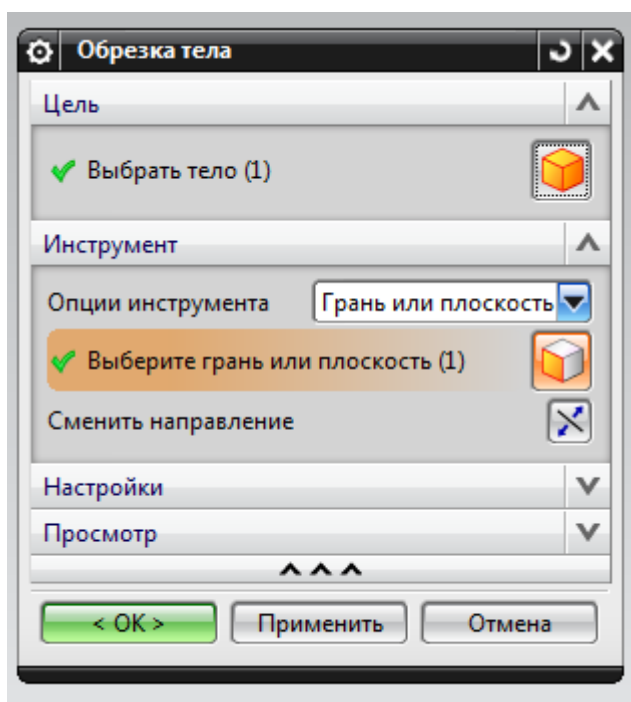 Обрезка тела
Цель
Выбрать тело (1)
Инструмент
Опции инструмента Грань или плоскость
Выберите грань или плоскость (1)
Сменить направление
Настройки
Просмотр
< OK > Применить Отмена